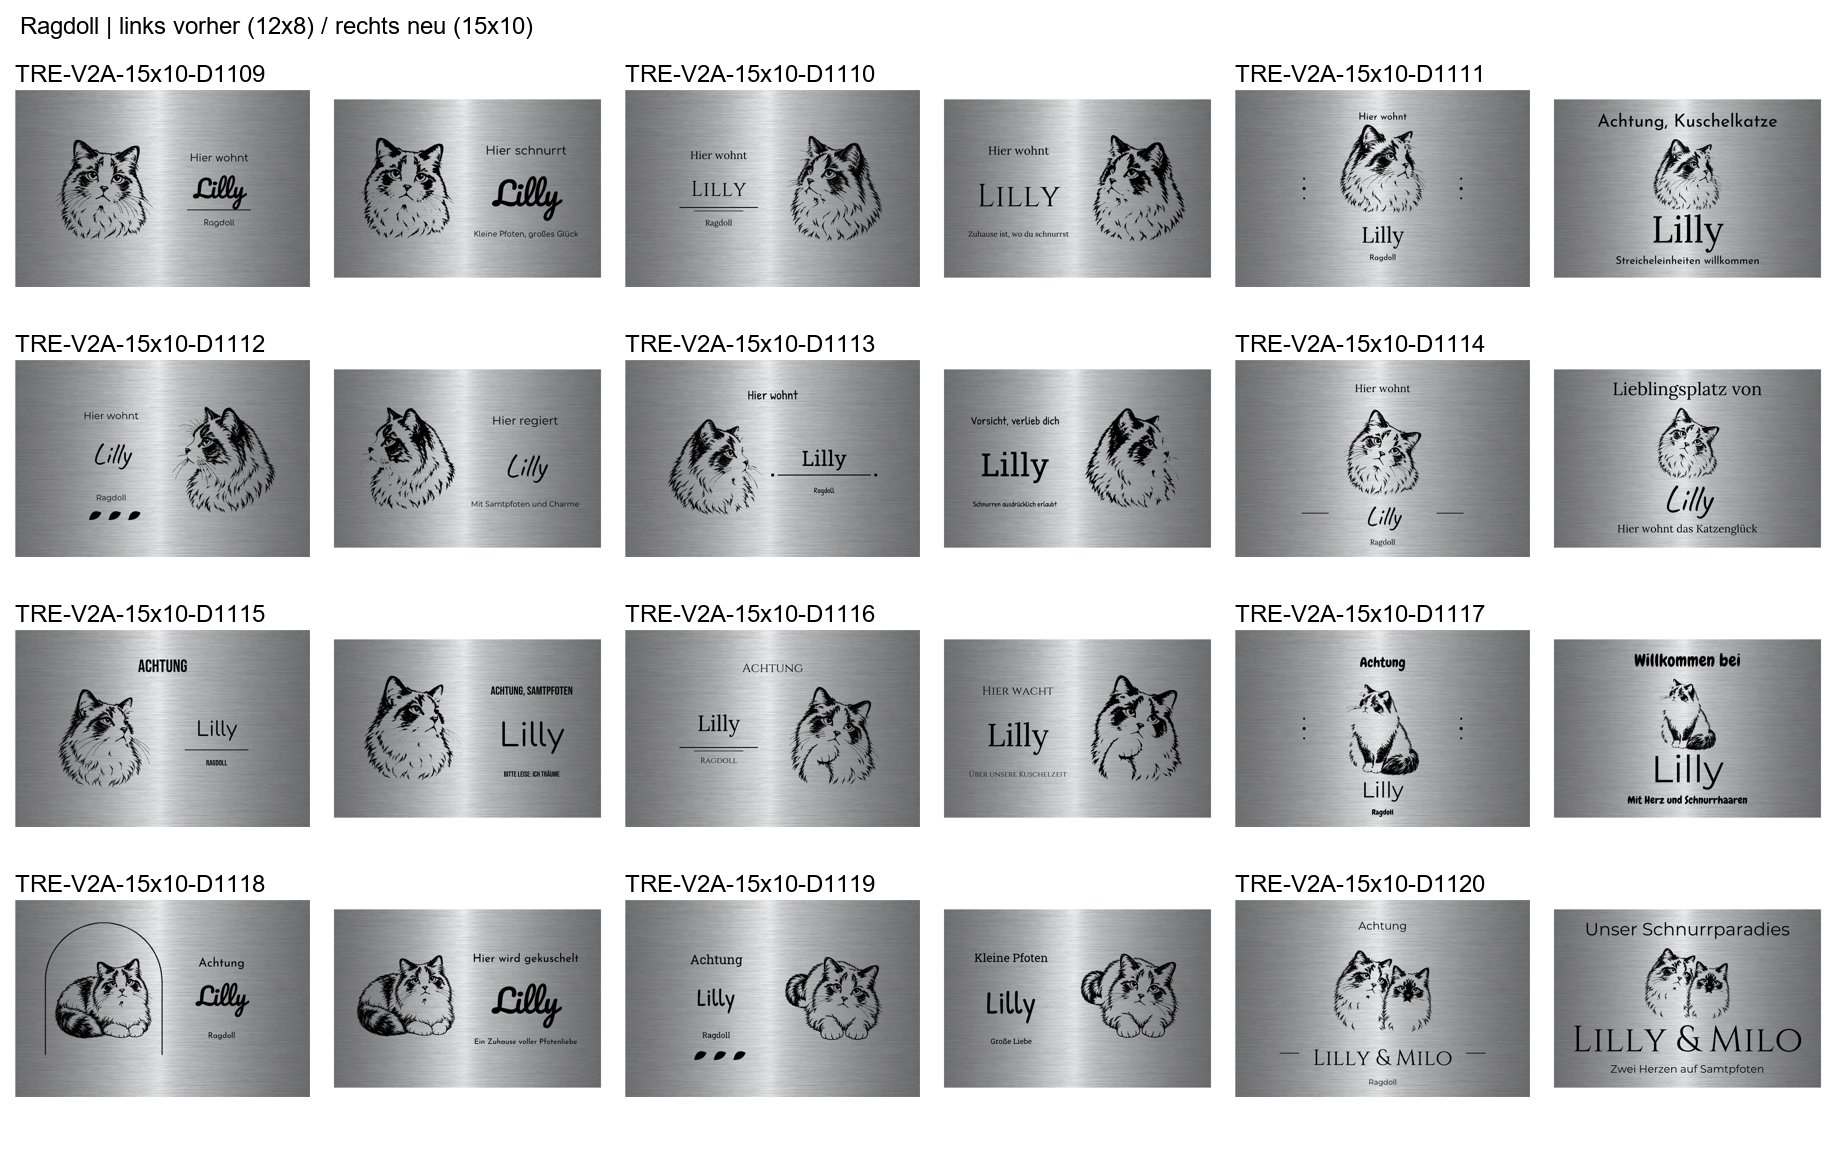 Ragdoll | links vorher (12x8) / rechts neu (15x10)
TRE-V2A-15x10-D1109
Hier wohnt
Lilly
Ragdoll
Hier schnurrt
Lilly
Kleine Pfoten, großes Glück
TRE-V2A-15x10-D1110
Hier wohnt
LILLY
Ragdoll
Hier wohnt
LILLY
Zuhause ist, wo du schnurrst
TRE-V2A-15x10-D1111
Hier wohnt
Lilly
Ragdoll
Achtung, Kuschelkatze
Lilly
Streicheleinheiten willkommen
TRE-V2A-15x10-D1112
Hier wohnt
Lilly
Ragdoll
Hier regiert
Lilly
Mit Samtpfoten und Charme
TRE-V2A-15x10-D1113
Hier wohnt
Lilly
Ragdoll
Vorsicht, verlieb dich
Lilly
Schnurren ausdrücklich erlaubt
TRE-V2A-15x10-D1114
Hier wohnt
Lilly
Ragdoll
Lieblingsplatz von
Lilly
Hier wohnt das Katzenglück
TRE-V2A-15x10-D1115
ACHTUNG
Lilly
RAGDOLL
ACHTUNG, SAMTPFOTEN
Lilly
BITTE LEISE: ICH TRÄUME
TRE-V2A-15x10-D1116
ACHTUNG
Lilly
RAGDOLL
HIER WACHT
Lilly
ÜBER UNSERE KUSCHELZEIT
TRE-V2A-15x10-D1117
Achtung
Lilly
Ragdoll
Willkommen bei
Lilly
Mit Herz und Schnurrhaaren
TRE-V2A-15x10-D1118
Achtung
Lilly
Ragdoll
Hier wird gekuschelt
Lilly
Ein Zuhause voller Pfotenliebe
TRE-V2A-15x10-D1119
Achtung
Lilly
Ragdoll
Kleine Pfoten
Lilly
Große Liebe
TRE-V2A-15x10-D1120
Achtung
LILLY & MILO
Ragdoll
Unser Schnurrparadies
LILLY & MILO
Zwei Herzen auf Samtpfoten